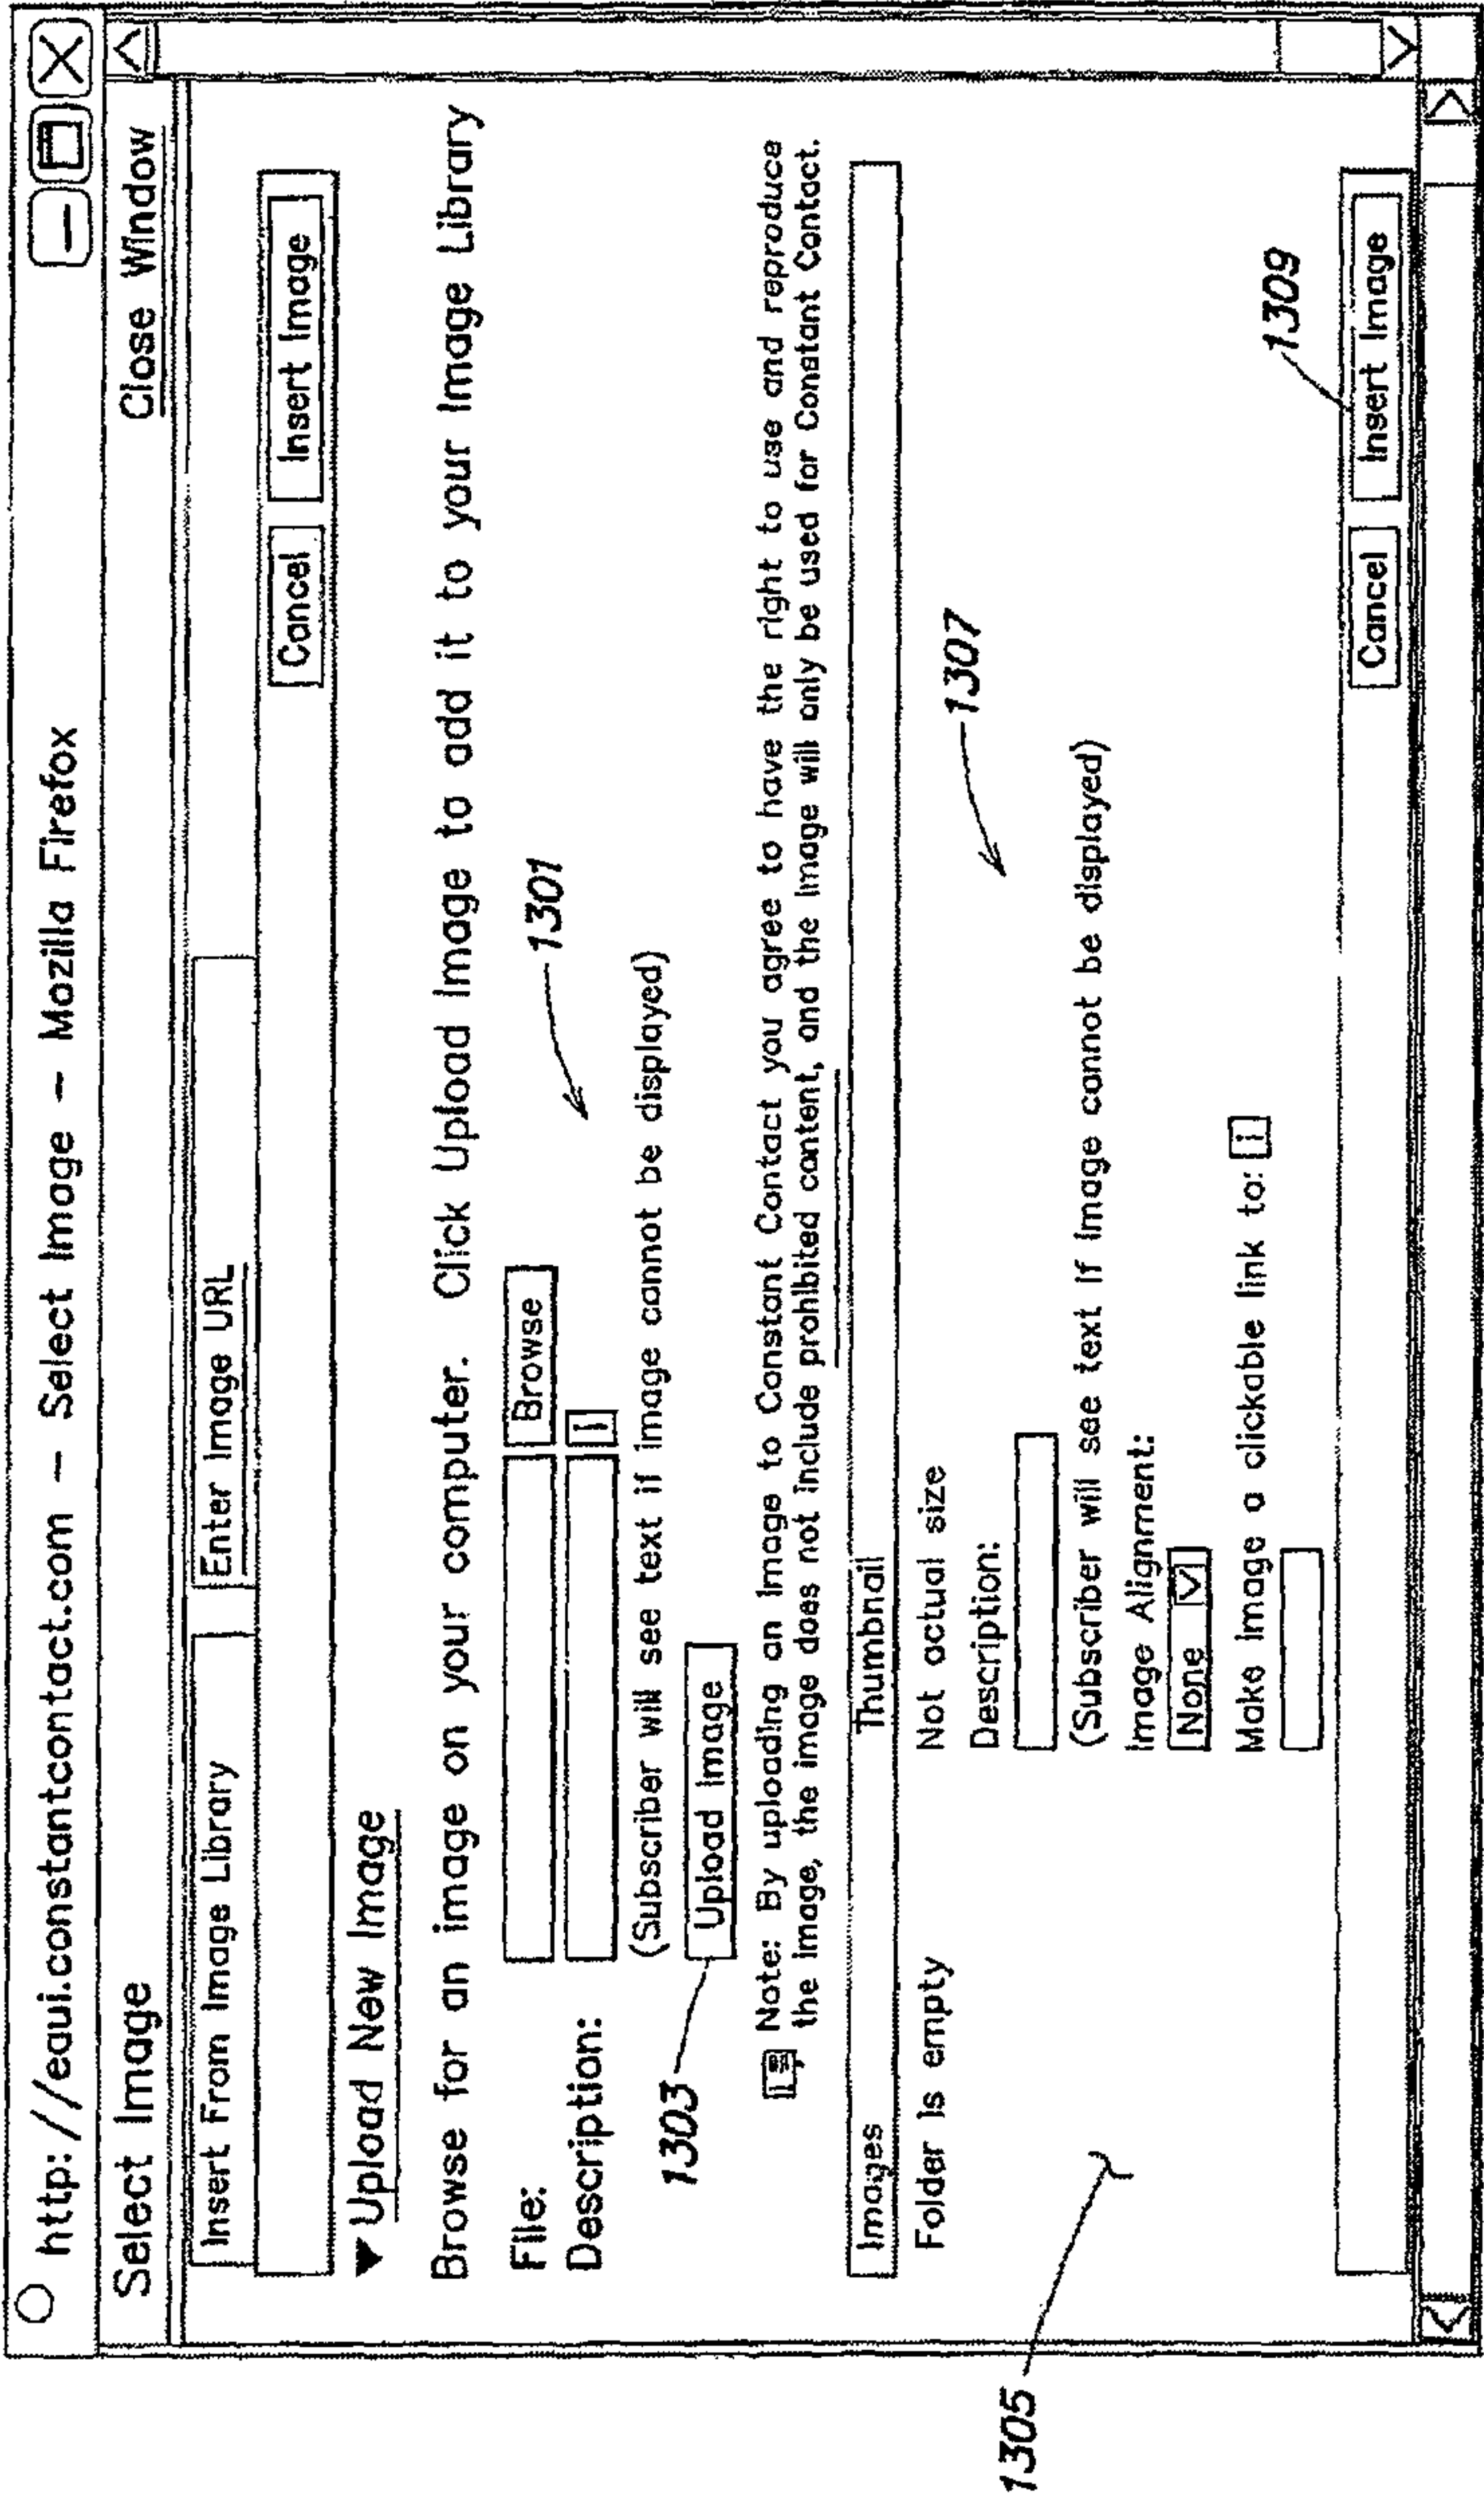 http://eaui.constantcontact.com – Select Image – Mozilla Firefox
Select Image Close Window
Insert From Image Library Enter Image URL
Cancel Insert Image
▼ Upload New Image
Browse for an image on your computer. Click Upload Image to add it to your Image Library
File: Browse
1301
Description: i
(Subscriber will see text if image cannot be displayed)
1303 Upload Image
Note: By uploading an image to Constant Contact you agree to have the right to use and reproduce
the image, the image does not include prohibited content, and the image will only be used for Constant Contact.
Images Thumbnail
Folder is empty Not actual size
1307
Description:
1305
(Subscriber will see text if image cannot be displayed)
Image Alignment:
None
Make image a clickable link to: i
1309
Cancel Insert Image